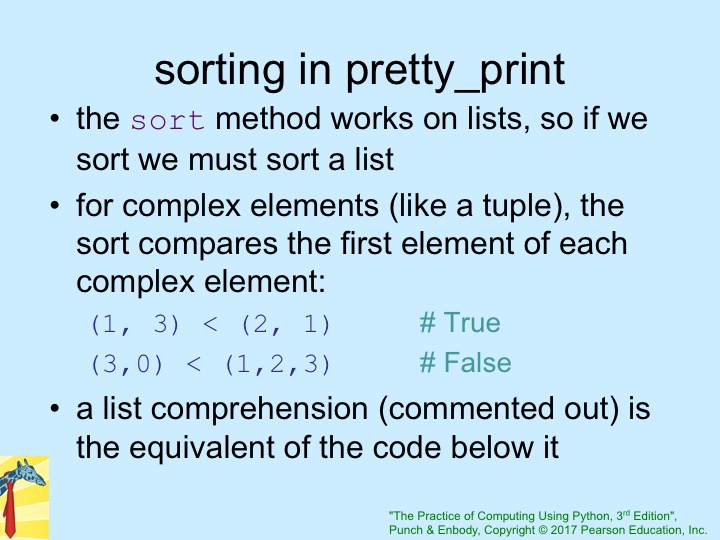 sorting in pretty_print
• the sort method works on lists, so if we
sort we must sort a list
• for complex elements (like a tuple), the
sort compares the first element of each
complex element:
(1, 3) < (2, 1) # True
(3,0) < (1,2,3) # False
• a list comprehension (commented out) is
the equivalent of the code below it
"The Practice of Computing Using Python, 3rd Edition",
Punch & Enbody, Copyright © 2017 Pearson Education, Inc.